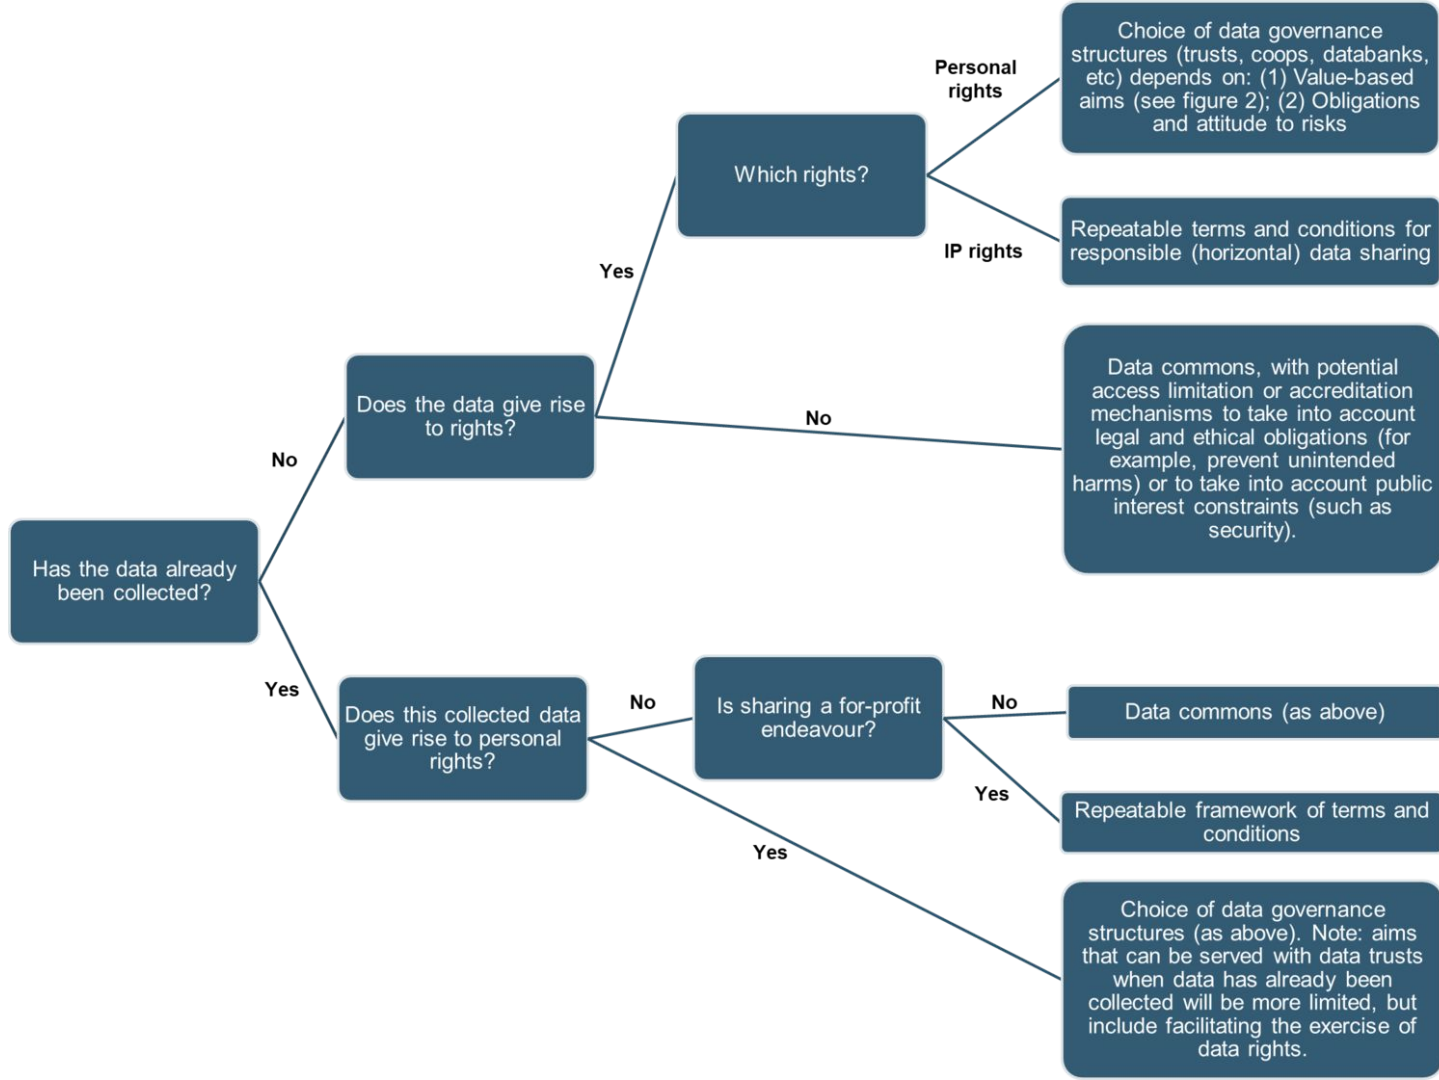 Has the data already
been collected?
No
Yes
Does the data give rise
to rights?
Yes
No
Which rights?
Personal
rights
IP rights
Choice of data governance
structures (trusts, coops, databanks,
etc) depends on: (1) Value-based
aims (see figure 2); (2) Obligations
and attitude to risks
Repeatable terms and conditions for
responsible (horizontal) data sharing
Data commons, with potential
access limitation or accreditation
mechanisms to take into account
legal and ethical obligations (for
example, prevent unintended
harms) or to take into account public
interest constraints (such as
security).
Does this collected data
give rise to personal
rights?
No
Yes
Is sharing a for-profit
endeavour?
No
Yes
Data commons (as above)
Repeatable framework of terms and
conditions
Choice of data governance
structures (as above). Note: aims
that can be served with data trusts
when data has already been
collected will be more limited, but
include facilitating the exercise of
data rights.